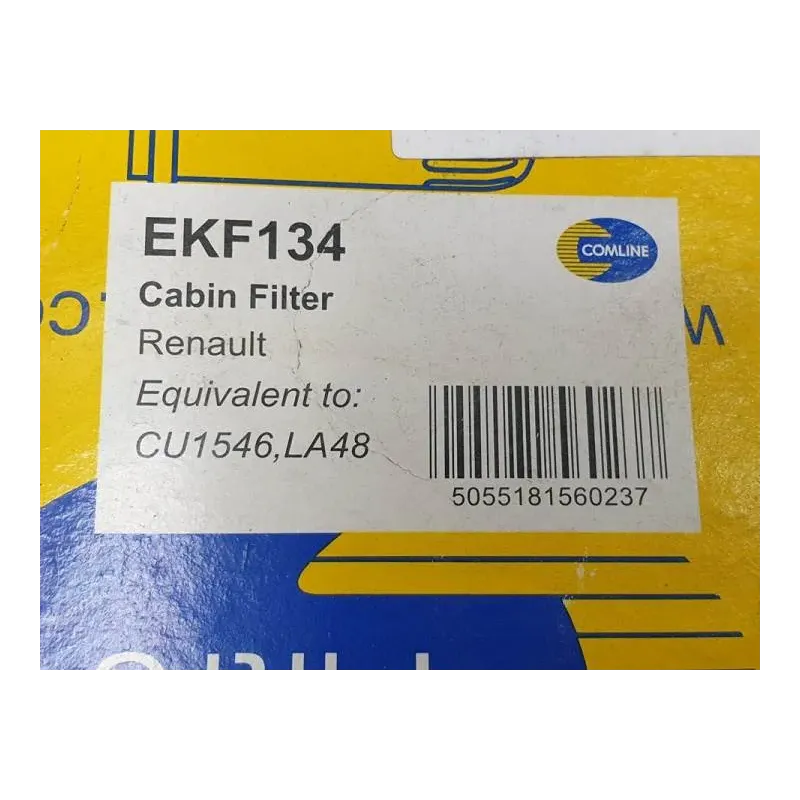 EKF134
COMLINE
Cabin Filter
Renault
Equivalent to:
CU1546,LA48
5055181560237